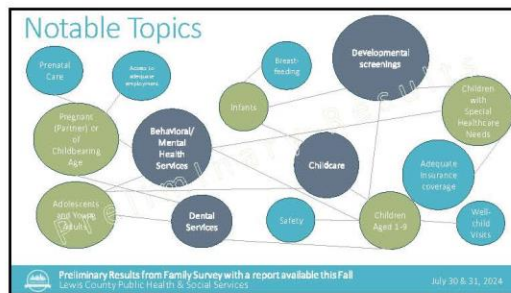 Notable Topics
Prenatal
Care
Access to
adequate
employment
Breast-
feeding
Developmental
screenings
Infants
Children
with
Special
Healthcare
Needs
Pregnant
(Partner) or
of
Childbearing
Age
Behavioral/
Mental
Health
Services
Childcare
Adequate
Insurance
coverage
Adolescents
and Young
Adults
Dental
Services
Safety
Children
Aged 1-8
Well-
child
Visits
Preliminary Results
Preliminary Results from Family Survey with a report available this Fall
Lewis County Public Health & Social Services
July 30 & 31, 2024